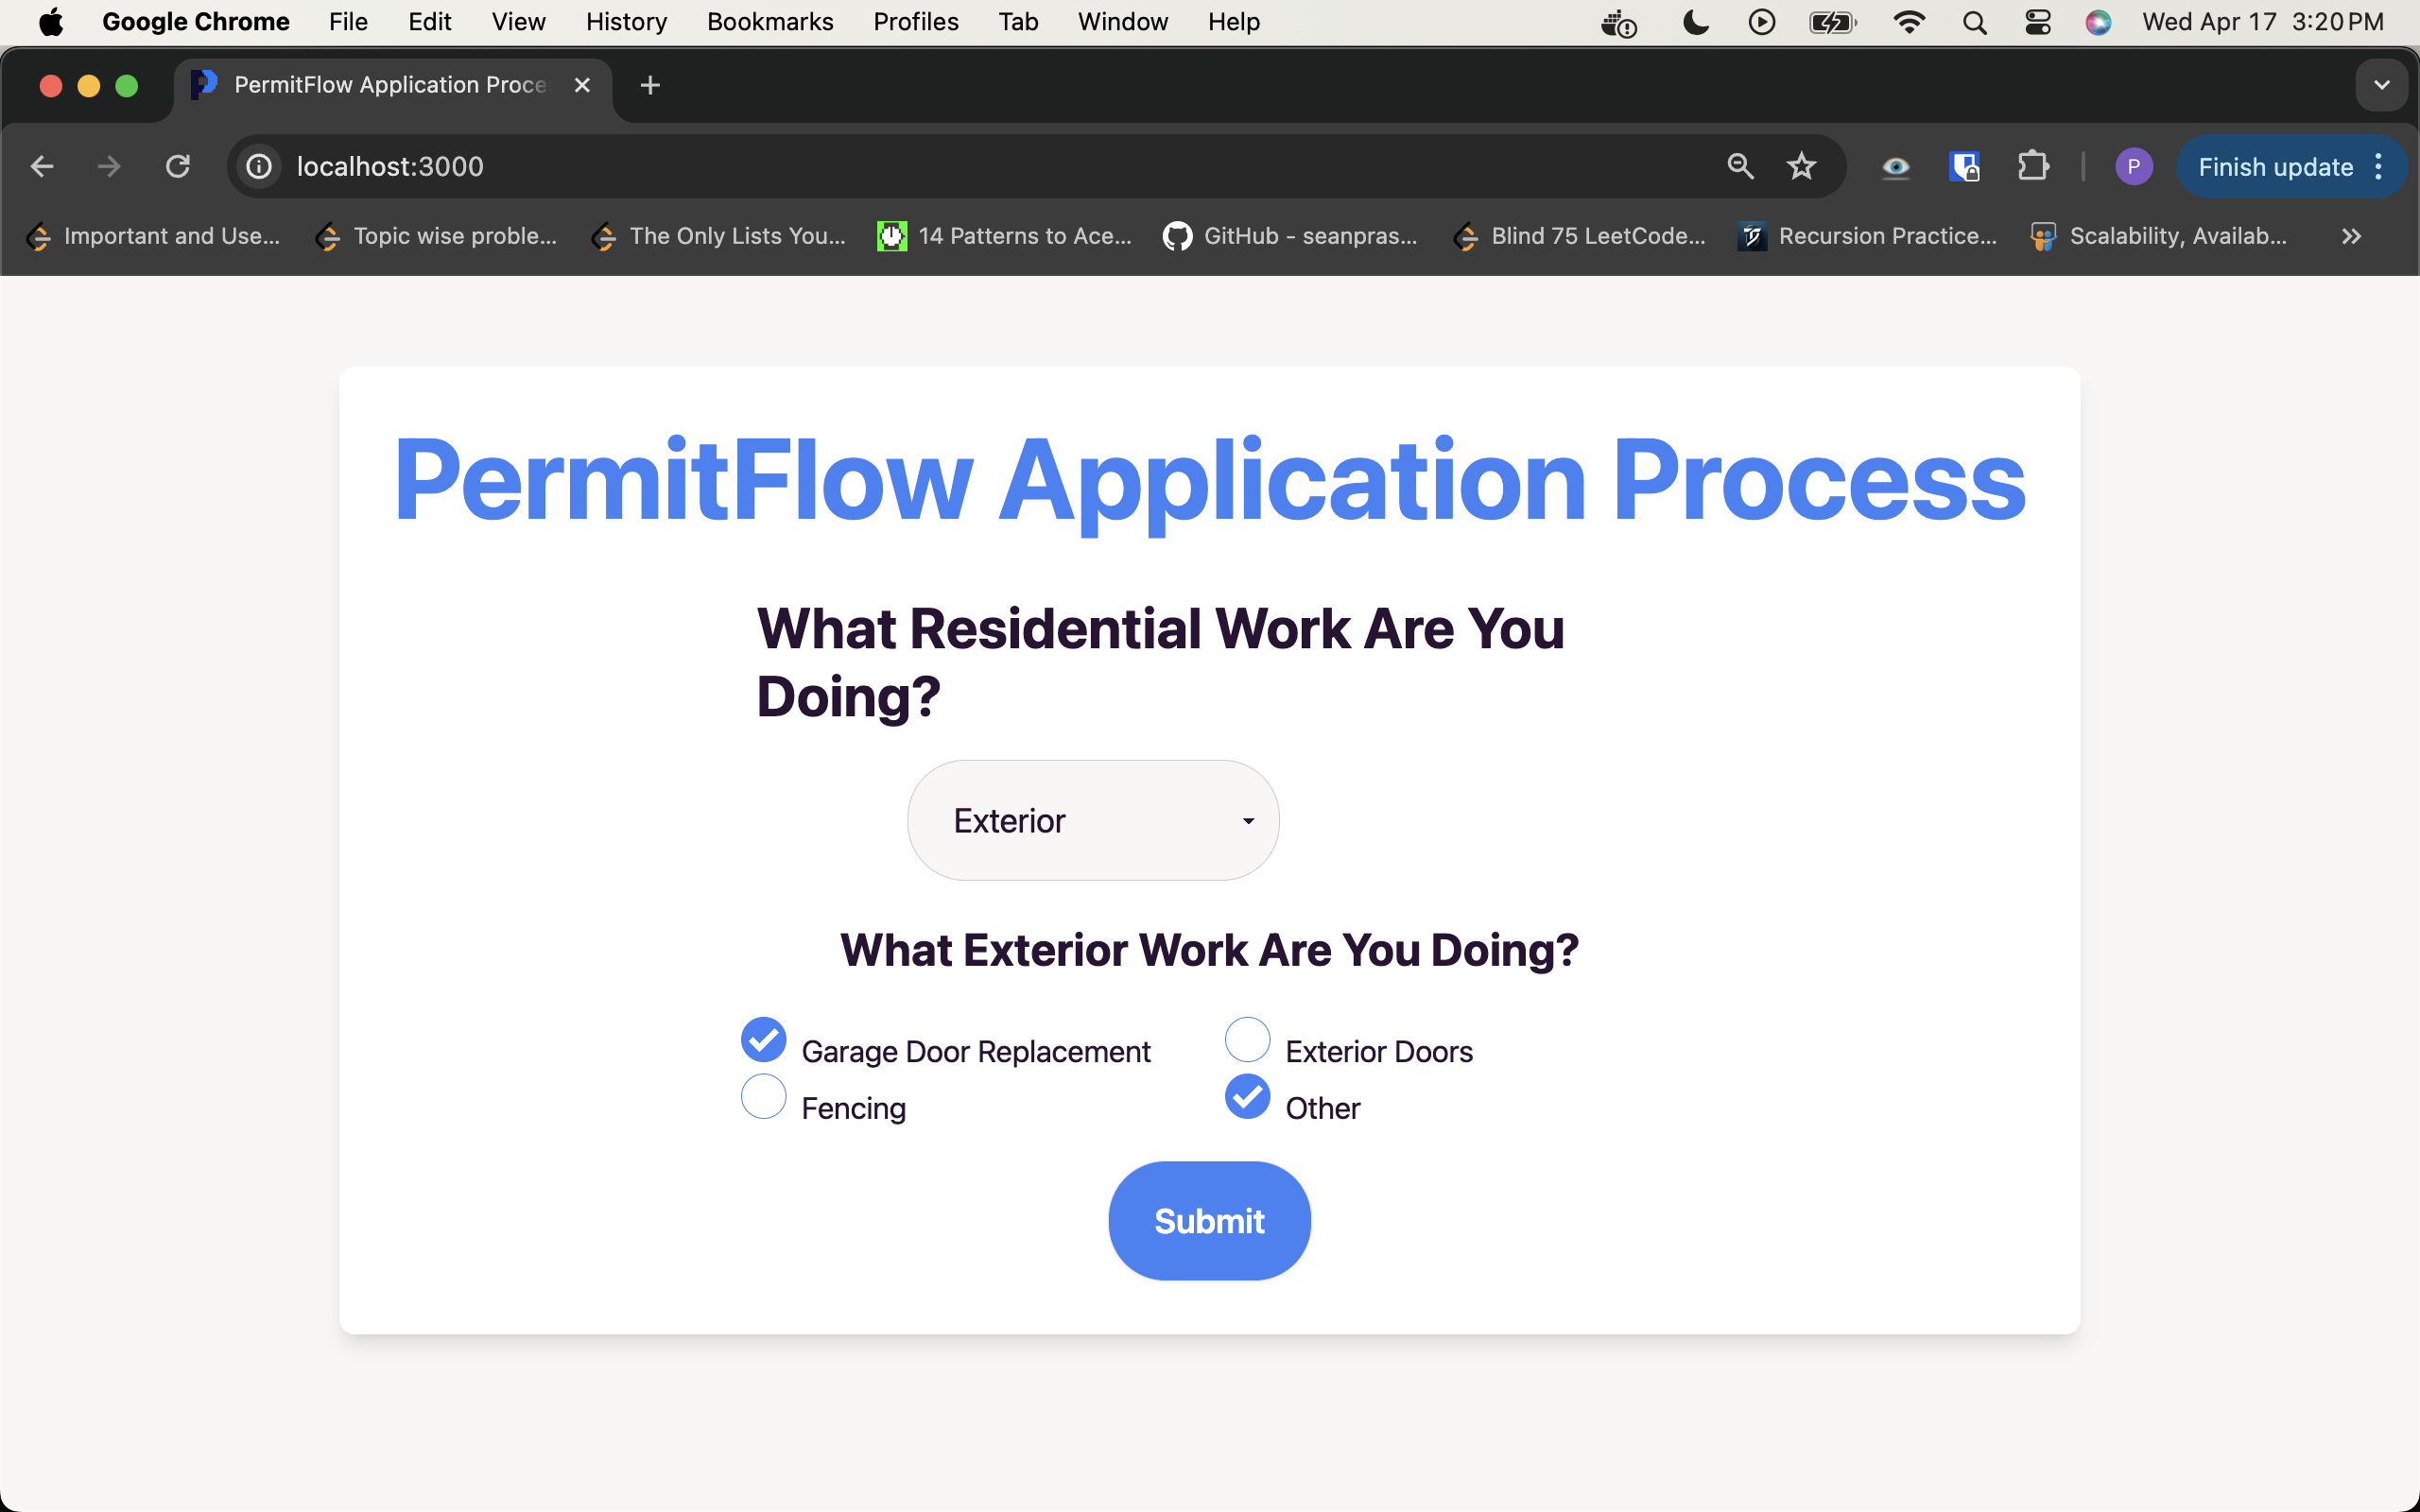 Google Chrome File Edit View History Bookmarks Profiles Tab Window Help Wed Apr 17 3:20 PM
PermitFlow Application Proce
localhost:3000 P Finish update
Important and Use... Topic wise proble... The Only Lists You... 14 Patterns to Ace... GitHub - seanpras... Blind 75 LeetCode... Recursion Practice... Scalability, Availab...
PermitFlow Application Process
What Residential Work Are You
Doing?
Exterior
What Exterior Work Are You Doing?
Garage Door Replacement Exterior Doors
Fencing Other
Submit